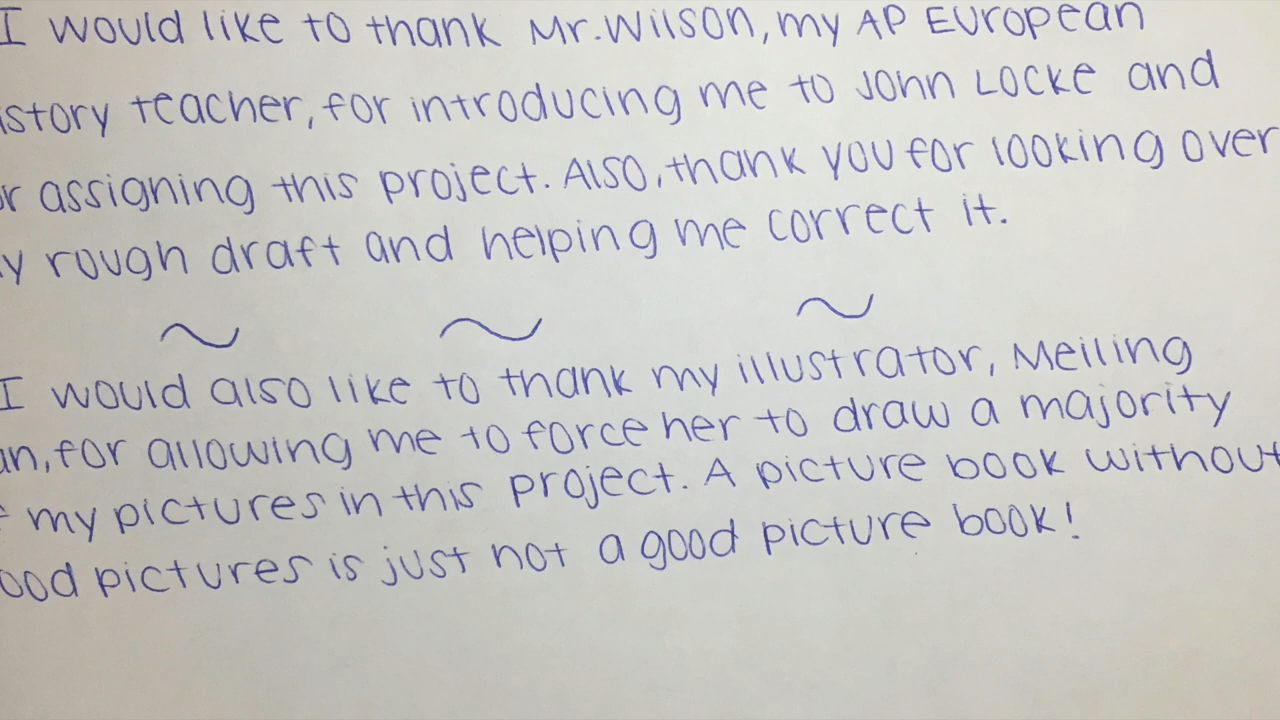 I would like to thank Mr. Wilson, my AP European
story teacher, for introducing me to John Locke and
r assigning this project. Also, thank you for looking over
y rough draft and helping me correct it.
~ ~ ~
I would also like to thank my illustrator, Meiling
an, for allowing me to force her to draw a majority
my pictures in this project. A picture book without
ood pictures is just not a good picture book!